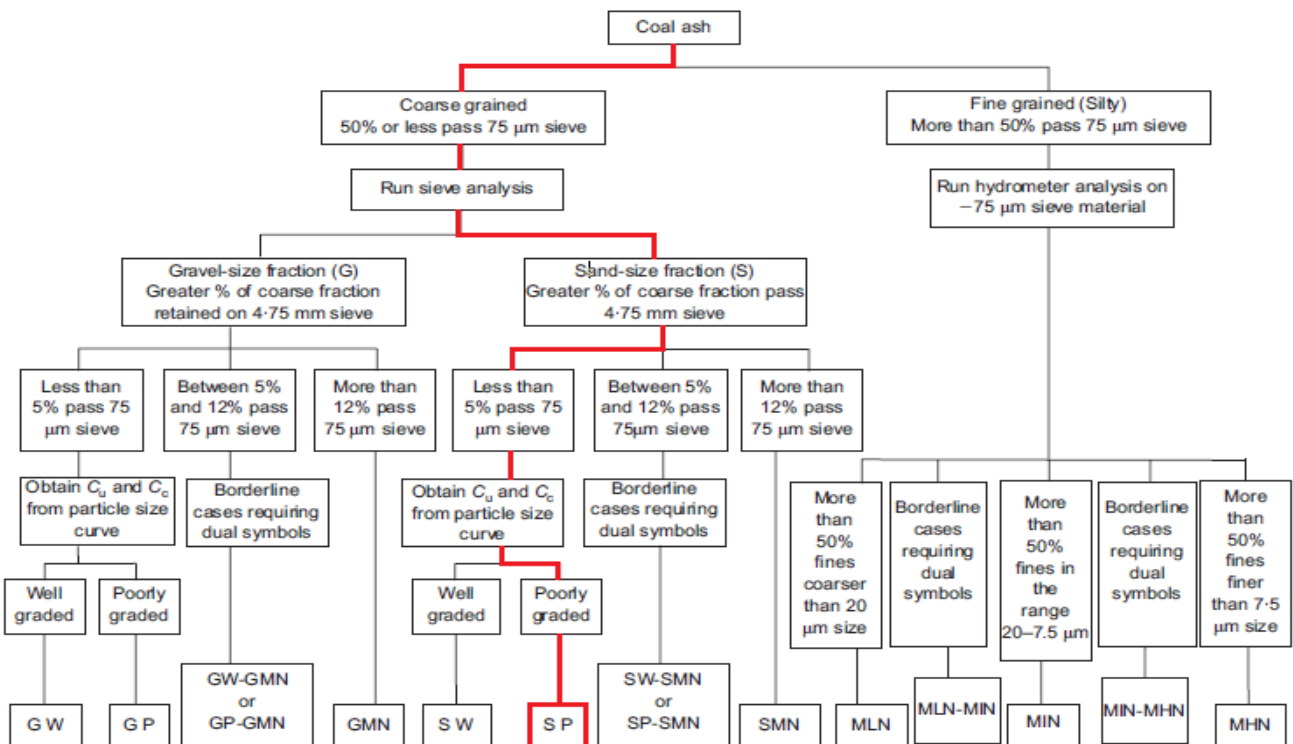 Coal ash
Coarse grained
50% or less pass 75 μm sieve
Fine grained (Silty)
More than 50% pass 75 μm sieve
Run sieve analysis
Run hydrometer analysis on
−75 μm sieve material
Gravel-size fraction (G)
Greater % of coarse fraction
retained on 4·75 mm sieve
Sand-size fraction (S)
Greater % of coarse fraction pass
4·75 mm sieve
Less than
5% pass 75
μm sieve
Between 5%
and 12% pass
75 μm sieve
More than
12% pass
75 μm sieve
Less than
5% pass 75
μm sieve
Between 5%
and 12% pass
75μm sieve
More than
12% pass
75 μm sieve
Obtain Cu and Cc
from particle size
curve
Borderline
cases requiring
dual symbols
Obtain Cu and Cc
from particle size
curve
Borderline
cases requiring
dual symbols
More
than
50%
fines
coarser
than 20
μm size
Borderline
cases
requiring
dual
symbols
More
than
50%
fines in
the
range
20–7.5 μm
Borderline
cases
requiring
dual
symbols
More
than
50%
fines
finer
than 7·5
μm size
Well
graded
Poorly
graded
Well
graded
Poorly
graded
G W
G P
GW-GMN
or
GP-GMN
GMN
S W
S P
SW-SMN
or
SP-SMN
SMN
MLN
MLN-MIN
MIN
MIN-MHN
MHN